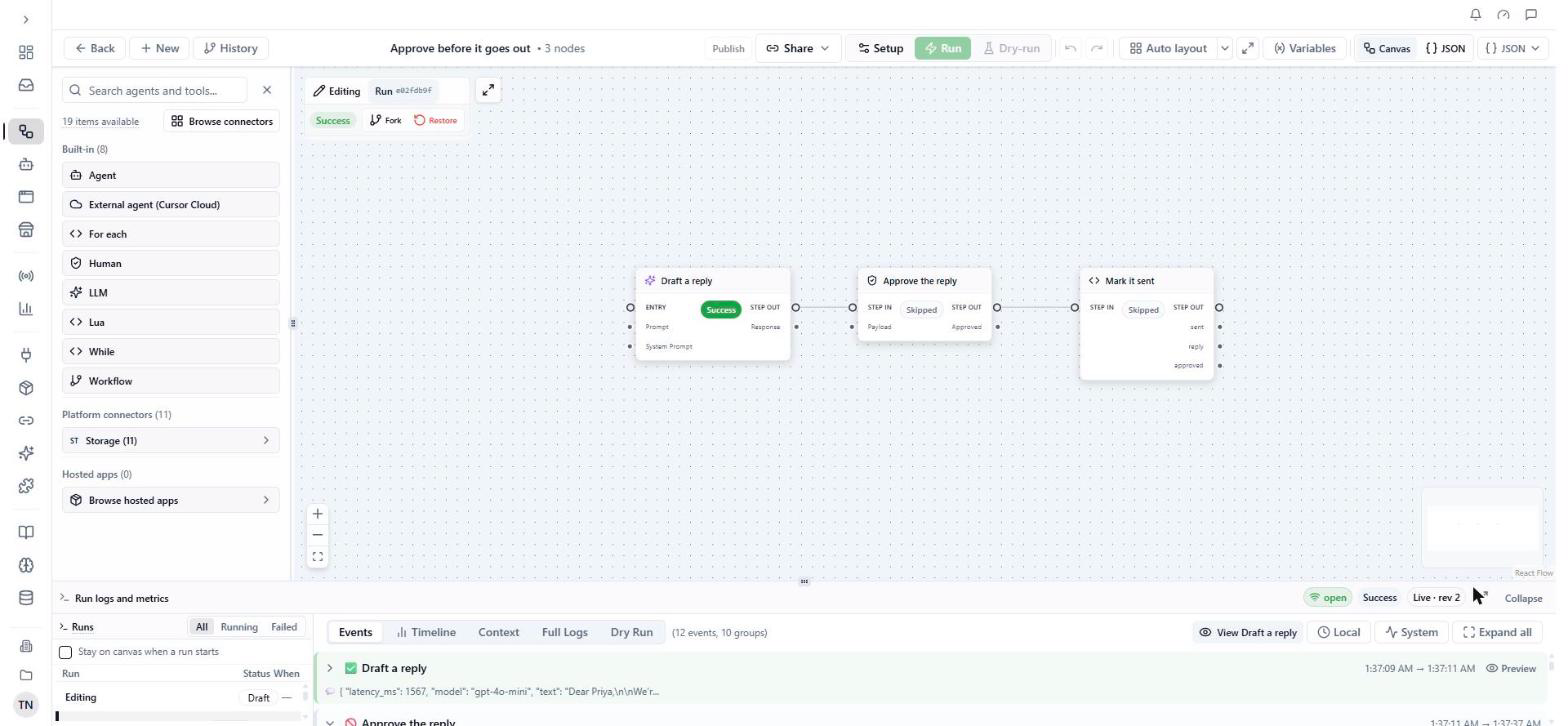 Back
New
History
Approve before it goes out • 3 nodes
Publish
Share
Setup
Run
Dry-run
Auto layout
Variables
Canvas
{ } JSON
{ } JSON
Search agents and tools...
19 items available
Browse connectors
Built-in (8)
Agent
External agent (Cursor Cloud)
For each
Human
LLM
Lua
While
Workflow
Platform connectors (11)
ST Storage (11)
Hosted apps (0)
Browse hosted apps
Editing
Run e02fdb9f
Success
Fork
Restore
Draft a reply
ENTRY
Success
STEP OUT
Prompt
Response
System Prompt
Approve the reply
STEP IN
Skipped
STEP OUT
Payload
Approved
Mark it sent
STEP IN
Skipped
STEP OUT
sent
reply
approved
React Flow
Run logs and metrics
open
Success
Live · rev 2
Collapse
Runs
All
Running
Failed
Stay on canvas when a run starts
Run
Status
When
Editing
Draft
—
Events
Timeline
Context
Full Logs
Dry Run
(12 events, 10 groups)
View Draft a reply
Local
System
Expand all
Draft a reply
1:37:09 AM → 1:37:11 AM
Preview
{ "latency_ms": 1567, "model": "gpt-4o-mini", "text": "Dear Priya,\n\nWe'r...
Approve the reply
1:37:11 AM → 1:37:37 AM
TN